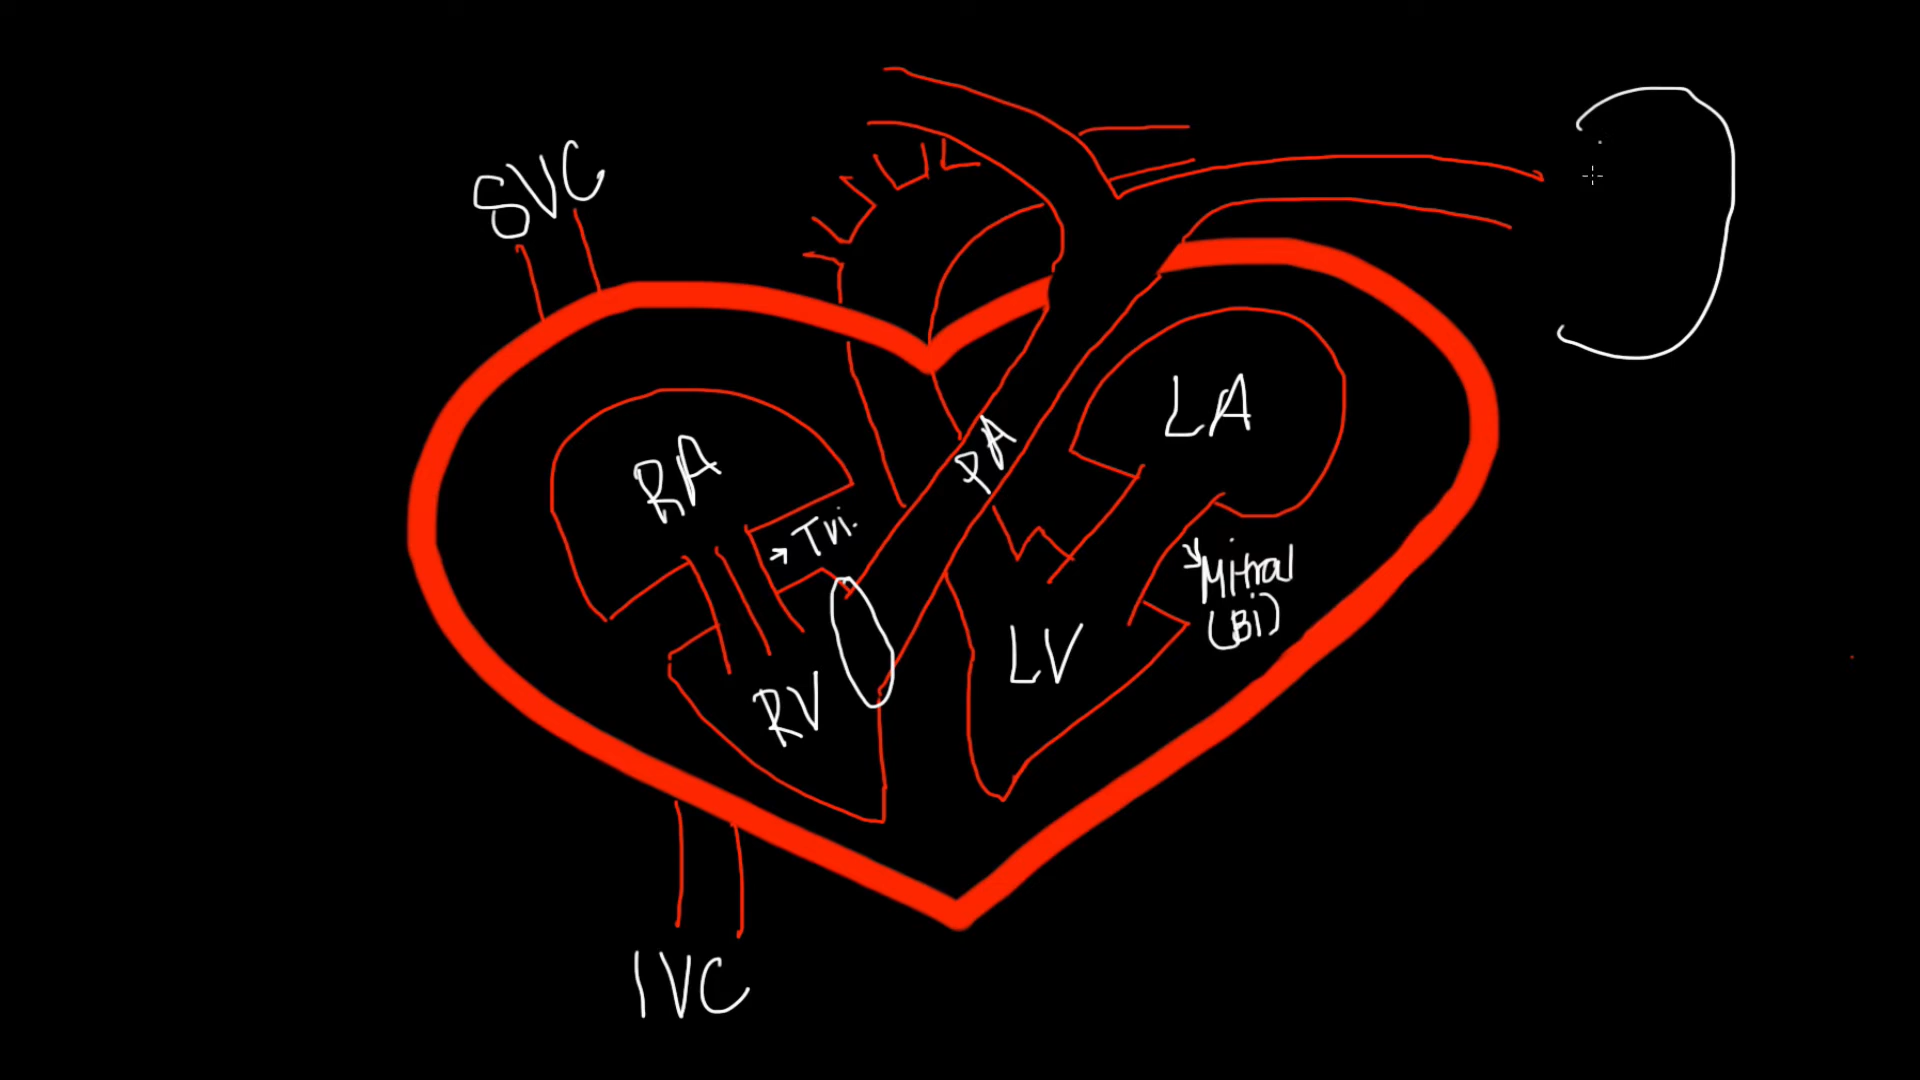 SVC
LA
PA
RA
→ Tri.
Mitral
(Bi)
LV
RV
IVC